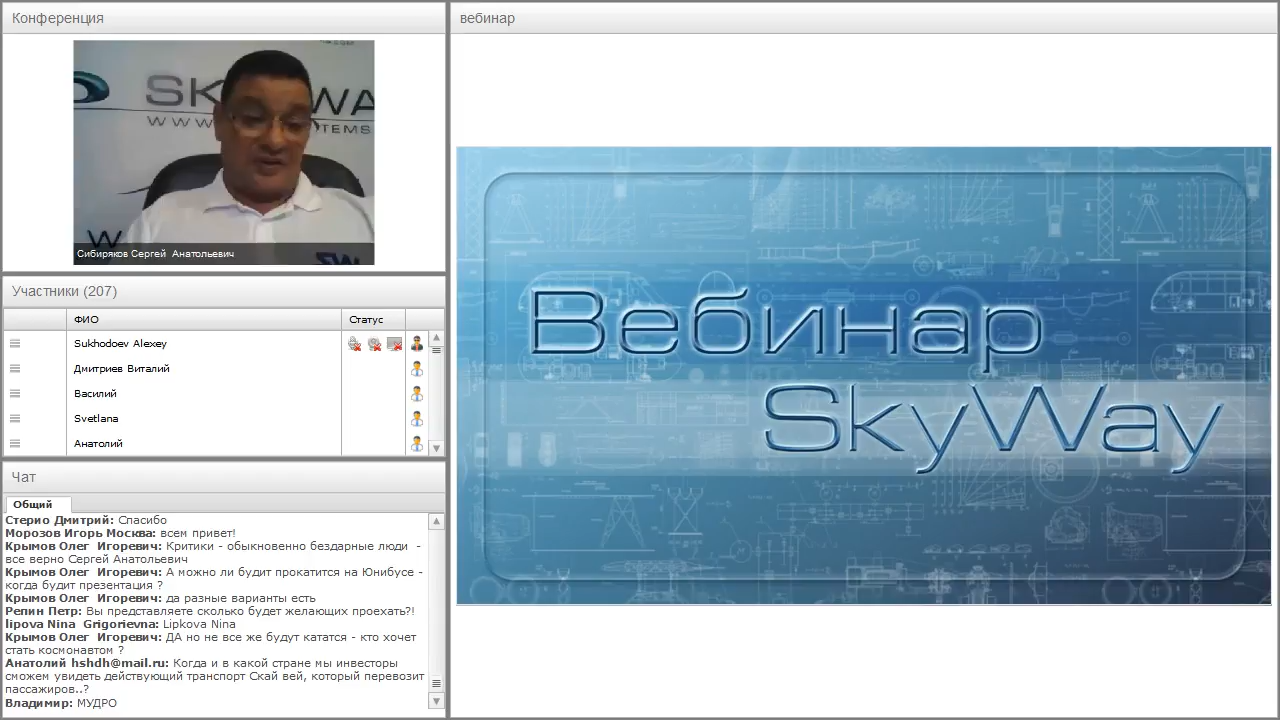 Конференция
SKYWAY
Сибиряков Сергей Анатольевич
Участники (207)
ФИО Статус
Sukhodoev Alexey
Дмитриев Виталий
Василий
Svetlana
Анатолий
Чат
Общий
Стерио Дмитрий: Спасибо
Морозов Игорь Москва: всем привет!
Крымов Олег Игоревич: Критики - обыкновенно бездарные люди -
все верно Сергей Анатольевич
Крымов Олег Игоревич: А можно ли будит прокатится на Юнибусе -
когда будит презентация ?
Крымов Олег Игоревич: да разные варианты есть
Репин Петр: Вы представляете сколько будет желающих проехать?!
lipova Nina Grigorievna: Lipkova Nina
Крымов Олег Игоревич: ДА но не все же будут кататся - кто хочет
стать космонавтом ?
Анатолий hshdh@mail.ru: Когда и в какой стране мы инвесторы
сможем увидеть действующий транспорт Скай вей, который перевозит
пассажиров..?
Владимир: МУДРО
вебинар
Вебинар
SkyWay